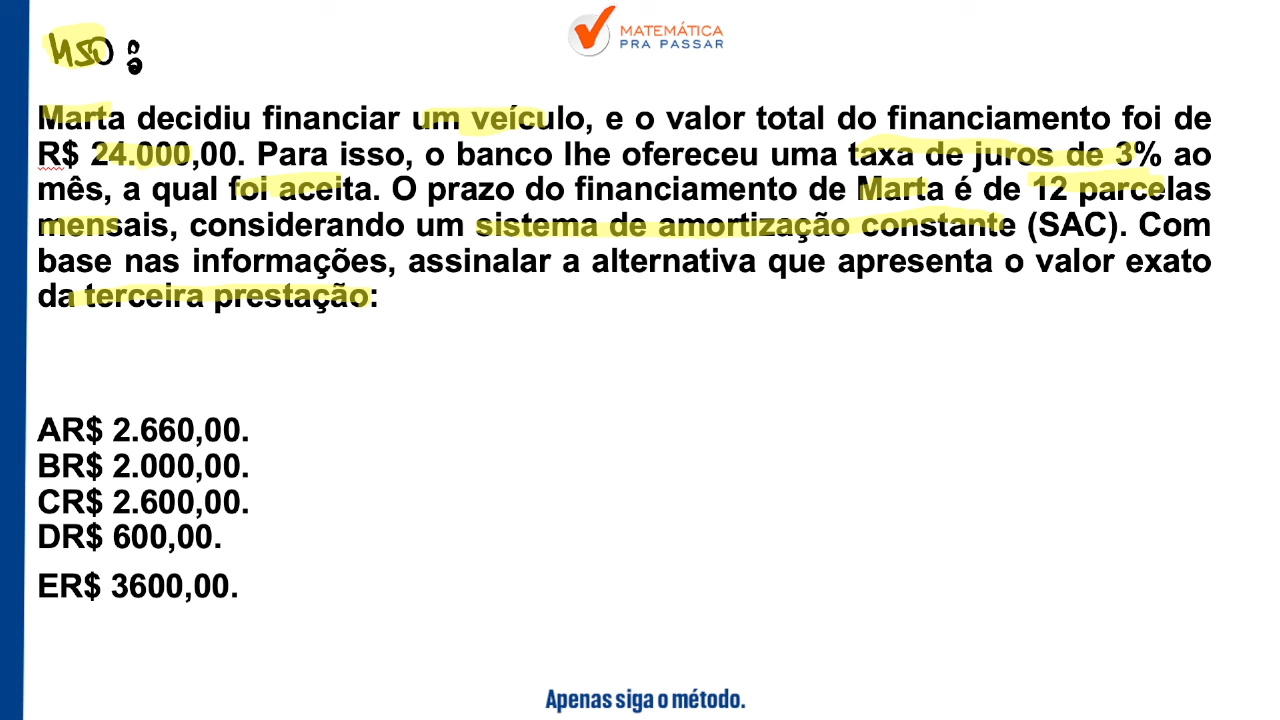 MATEMÁTICA
PRA PASSAR
Marta decidiu financiar um veículo, e o valor total do financiamento foi de
R$ 24.000,00. Para isso, o banco lhe ofereceu uma taxa de juros de 3% ao
mês, a qual foi aceita. O prazo do financiamento de Marta é de 12 parcelas
mensais, considerando um sistema de amortização constante (SAC). Com
base nas informações, assinalar a alternativa que apresenta o valor exato
da terceira prestação:
AR$ 2.660,00.
BR$ 2.000,00.
CR$ 2.600,00.
DR$ 600,00.
ER$ 3600,00.
Apenas siga o método.